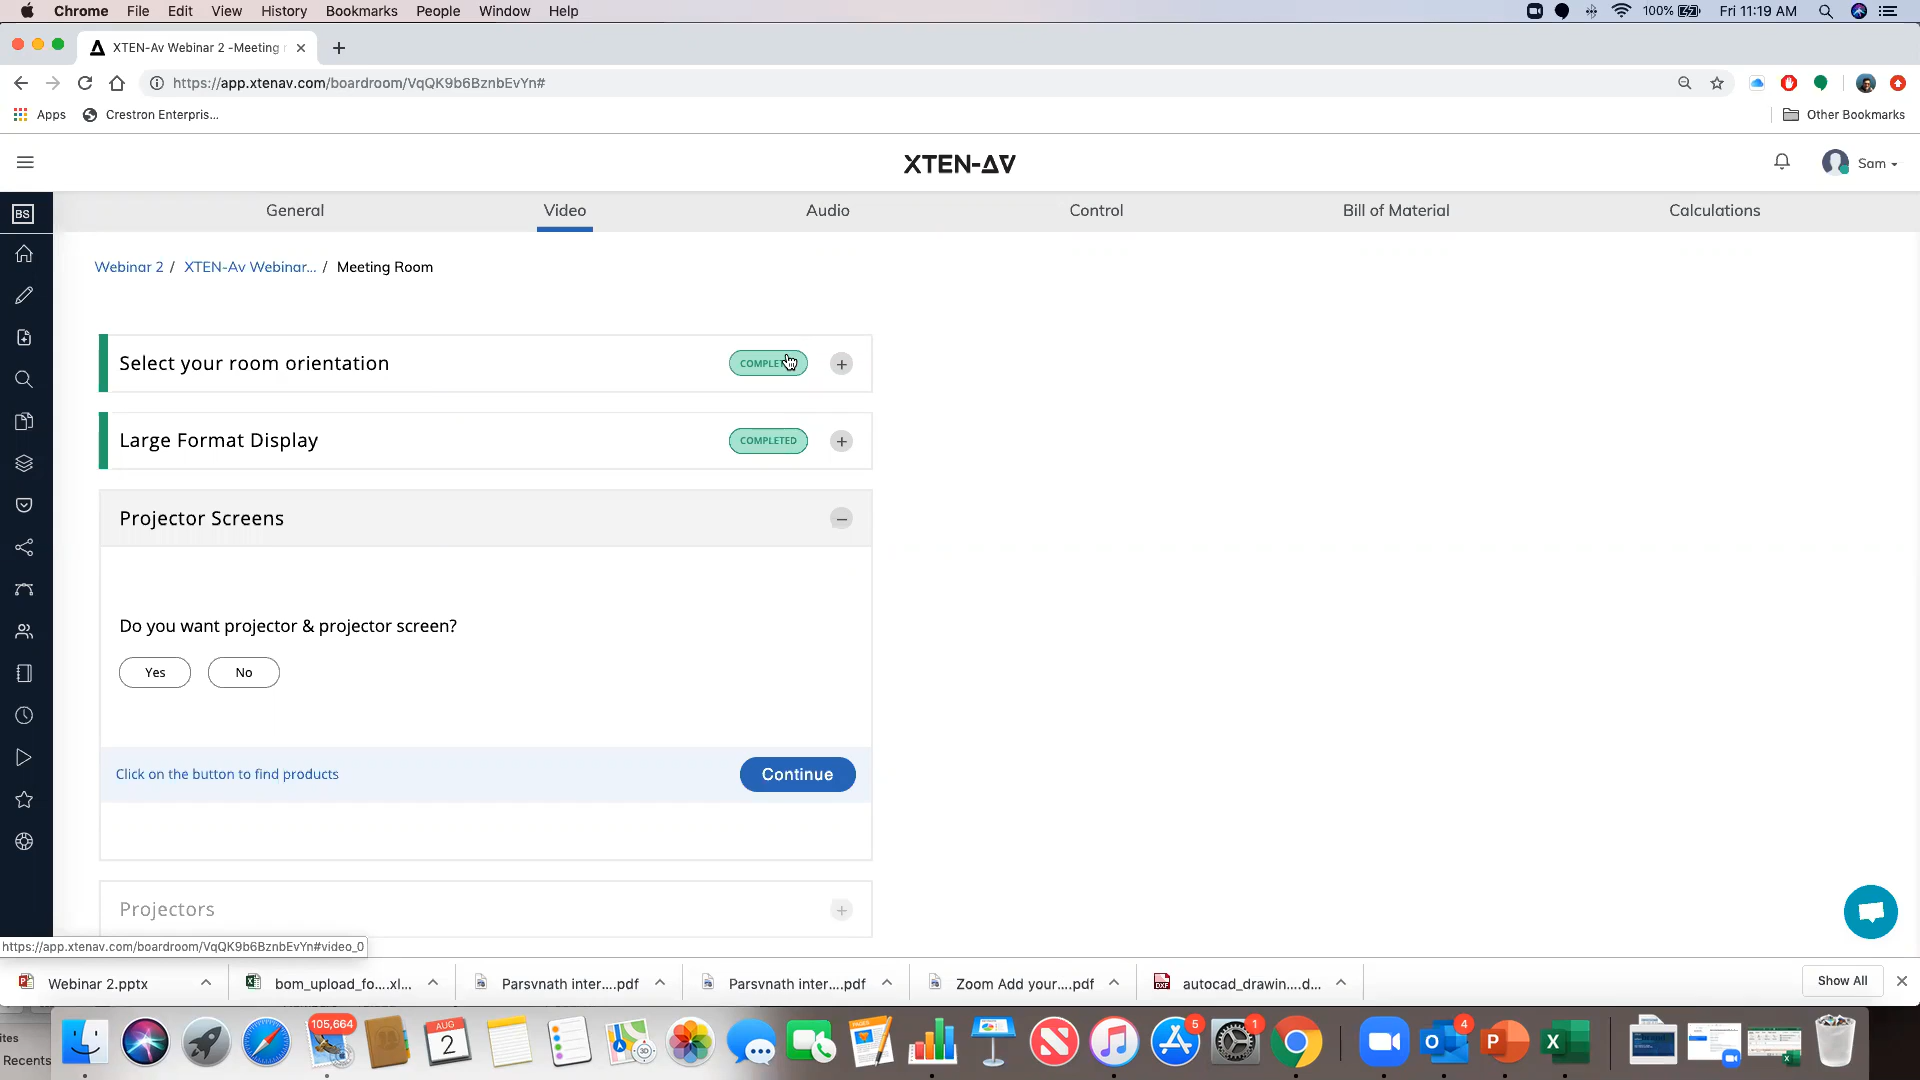 Chrome File Edit View History Bookmarks People Window Help 100% Fri 11:19 AM
XTEN-Av Webinar 2 -Meeting
https://app.xtenav.com/boardroom/VqQK9b6BznbEvYn#
Apps Crestron Enterpris... Other Bookmarks
XTEN-AV Sam
BS General Video Audio Control Bill of Material Calculations
Webinar 2 / XTEN-Av Webinar... / Meeting Room
Select your room orientation COMPLE
Large Format Display COMPLETED
Projector Screens
Do you want projector & projector screen?
Yes No
Click on the button to find products Continue
Projectors
https://app.xtenav.com/boardroom/VqQK9b6BznbEvYn#video_0
Webinar 2.pptx bom_upload_fo....xl... Parsvnath inter....pdf Parsvnath inter....pdf Zoom Add your....pdf DXF autocad_drawin....d... Show All
ites
Recents
105,664 AUG 2 PAGES 3D 5 1 4 O P X